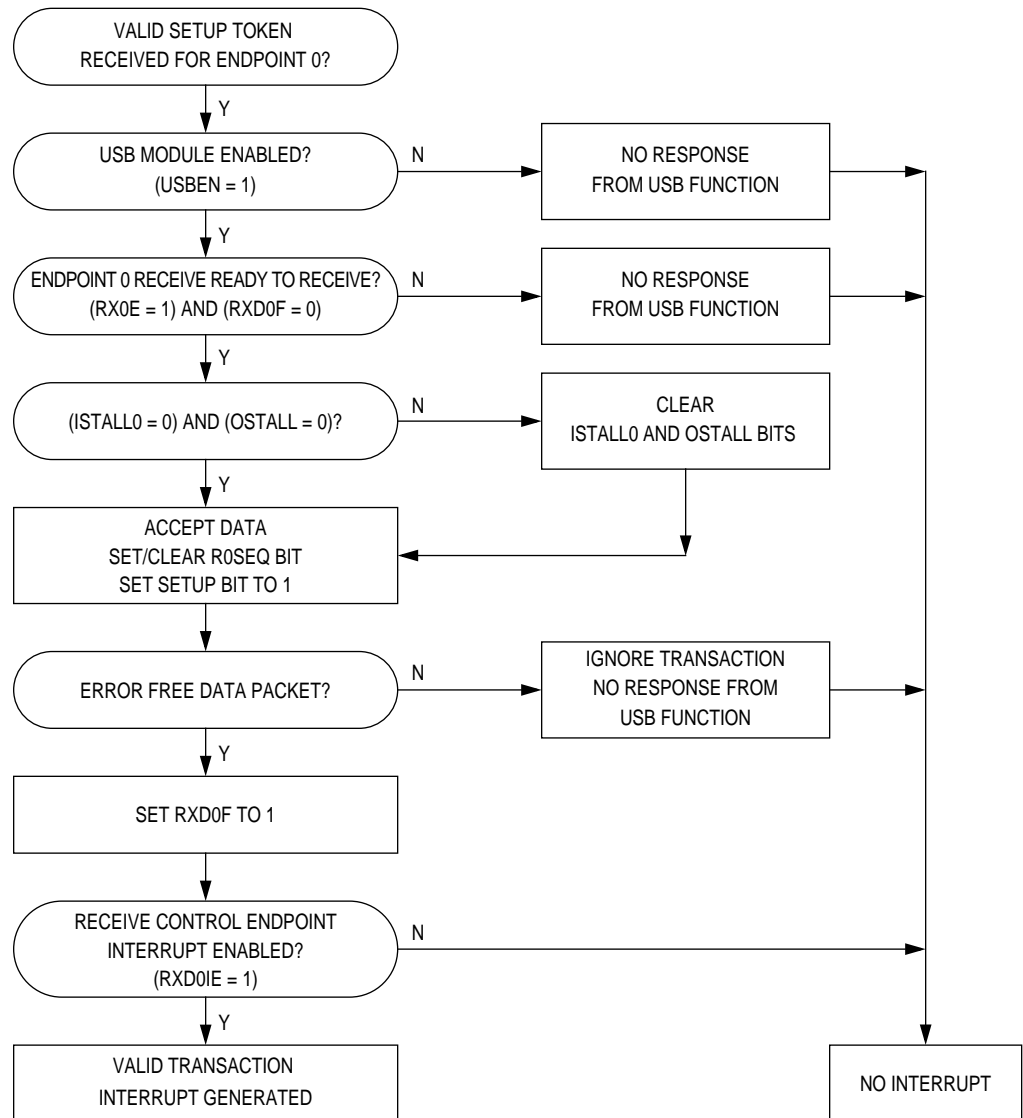 VALID SETUP TOKEN
RECEIVED FOR ENDPOINT 0?
Y
USB MODULE ENABLED?
(USBEN = 1)
N
NO RESPONSE
FROM USB FUNCTION
Y
ENDPOINT 0 RECEIVE READY TO RECEIVE?
(RX0E = 1) AND (RXD0F = 0)
N
NO RESPONSE
FROM USB FUNCTION
Y
(ISTALL0 = 0) AND (OSTALL = 0)?
N
CLEAR
ISTALL0 AND OSTALL BITS
Y
ACCEPT DATA
SET/CLEAR R0SEQ BIT
SET SETUP BIT TO 1
ERROR FREE DATA PACKET?
N
IGNORE TRANSACTION
NO RESPONSE FROM
USB FUNCTION
Y
SET RXD0F TO 1
RECEIVE CONTROL ENDPOINT
INTERRUPT ENABLED?
(RXD0IE = 1)
N
Y
VALID TRANSACTION
INTERRUPT GENERATED
NO INTERRUPT